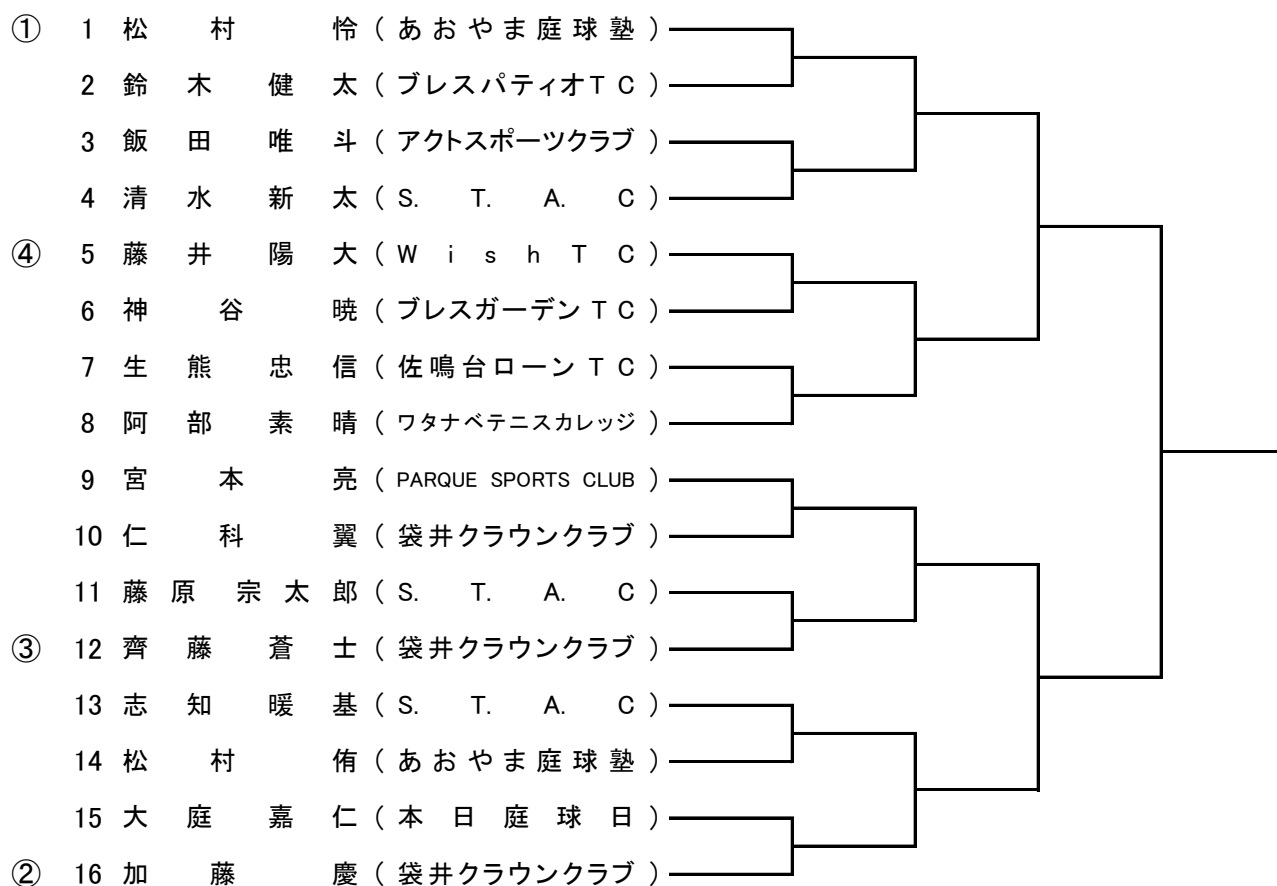 ① 1 松村 怜 (あおやま庭球塾)
2 鈴木 健太 (ブレスパティオTC)
3 飯田 唯斗 (アクトスポーツクラブ)
4 清水 新太 (S. T. A. C)
④ 5 藤井 陽大 (Wish TC)
6 神谷 暁 (ブレスガーデンTC)
7 生熊 忠信 (佐鳴台ローンTC)
8 阿部 素晴 (ワタナベテニスカレッジ)
9 宮本 亮 (PARQUE SPORTS CLUB)
10 仁科 翼 (袋井クラウンクラブ)
11 藤原 宗太郎 (S. T. A. C)
③ 12 齊藤 蒼士 (袋井クラウンクラブ)
13 志知 暖基 (S. T. A. C)
14 松村 侑 (あおやま庭球塾)
15 大庭 嘉仁 (本日庭球日)
② 16 加藤 慶 (袋井クラウンクラブ)